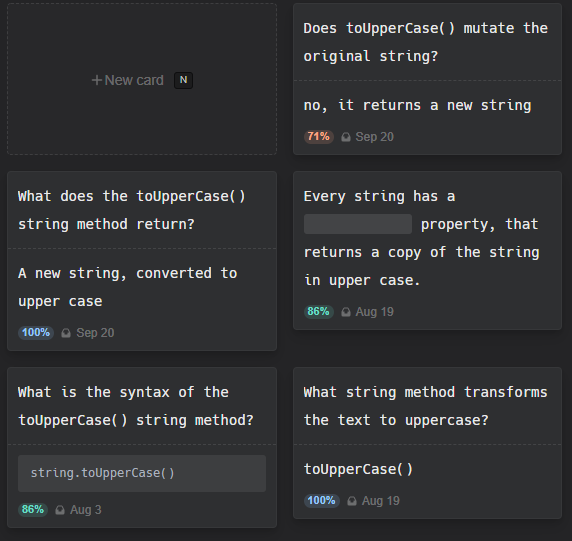 + New card N
Does toUpperCase() mutate the
original string?
no, it returns a new string
71% Sep 20
What does the toUpperCase()
string method return?
A new string, converted to
upper case
100% Sep 20
Every string has a
property, that
returns a copy of the string
in upper case.
86% Aug 19
What is the syntax of the
toUpperCase() string method?
string.toUpperCase()
86% Aug 3
What string method transforms
the text to uppercase?
toUpperCase()
100% Aug 19